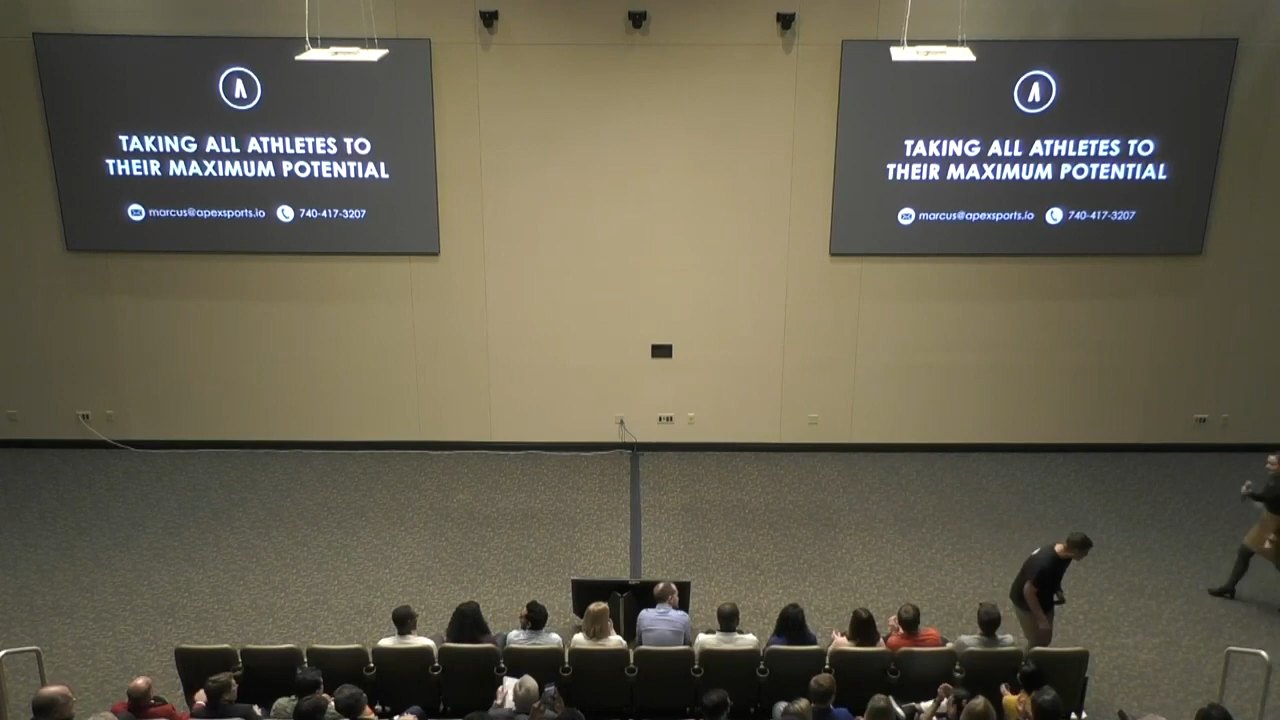 TAKING ALL ATHLETES TO
THEIR MAXIMUM POTENTIAL
marcus@apexsports.io 740-417-3207
TAKING ALL ATHLETES TO
THEIR MAXIMUM POTENTIAL
marcus@apexsports.io 740-417-3207